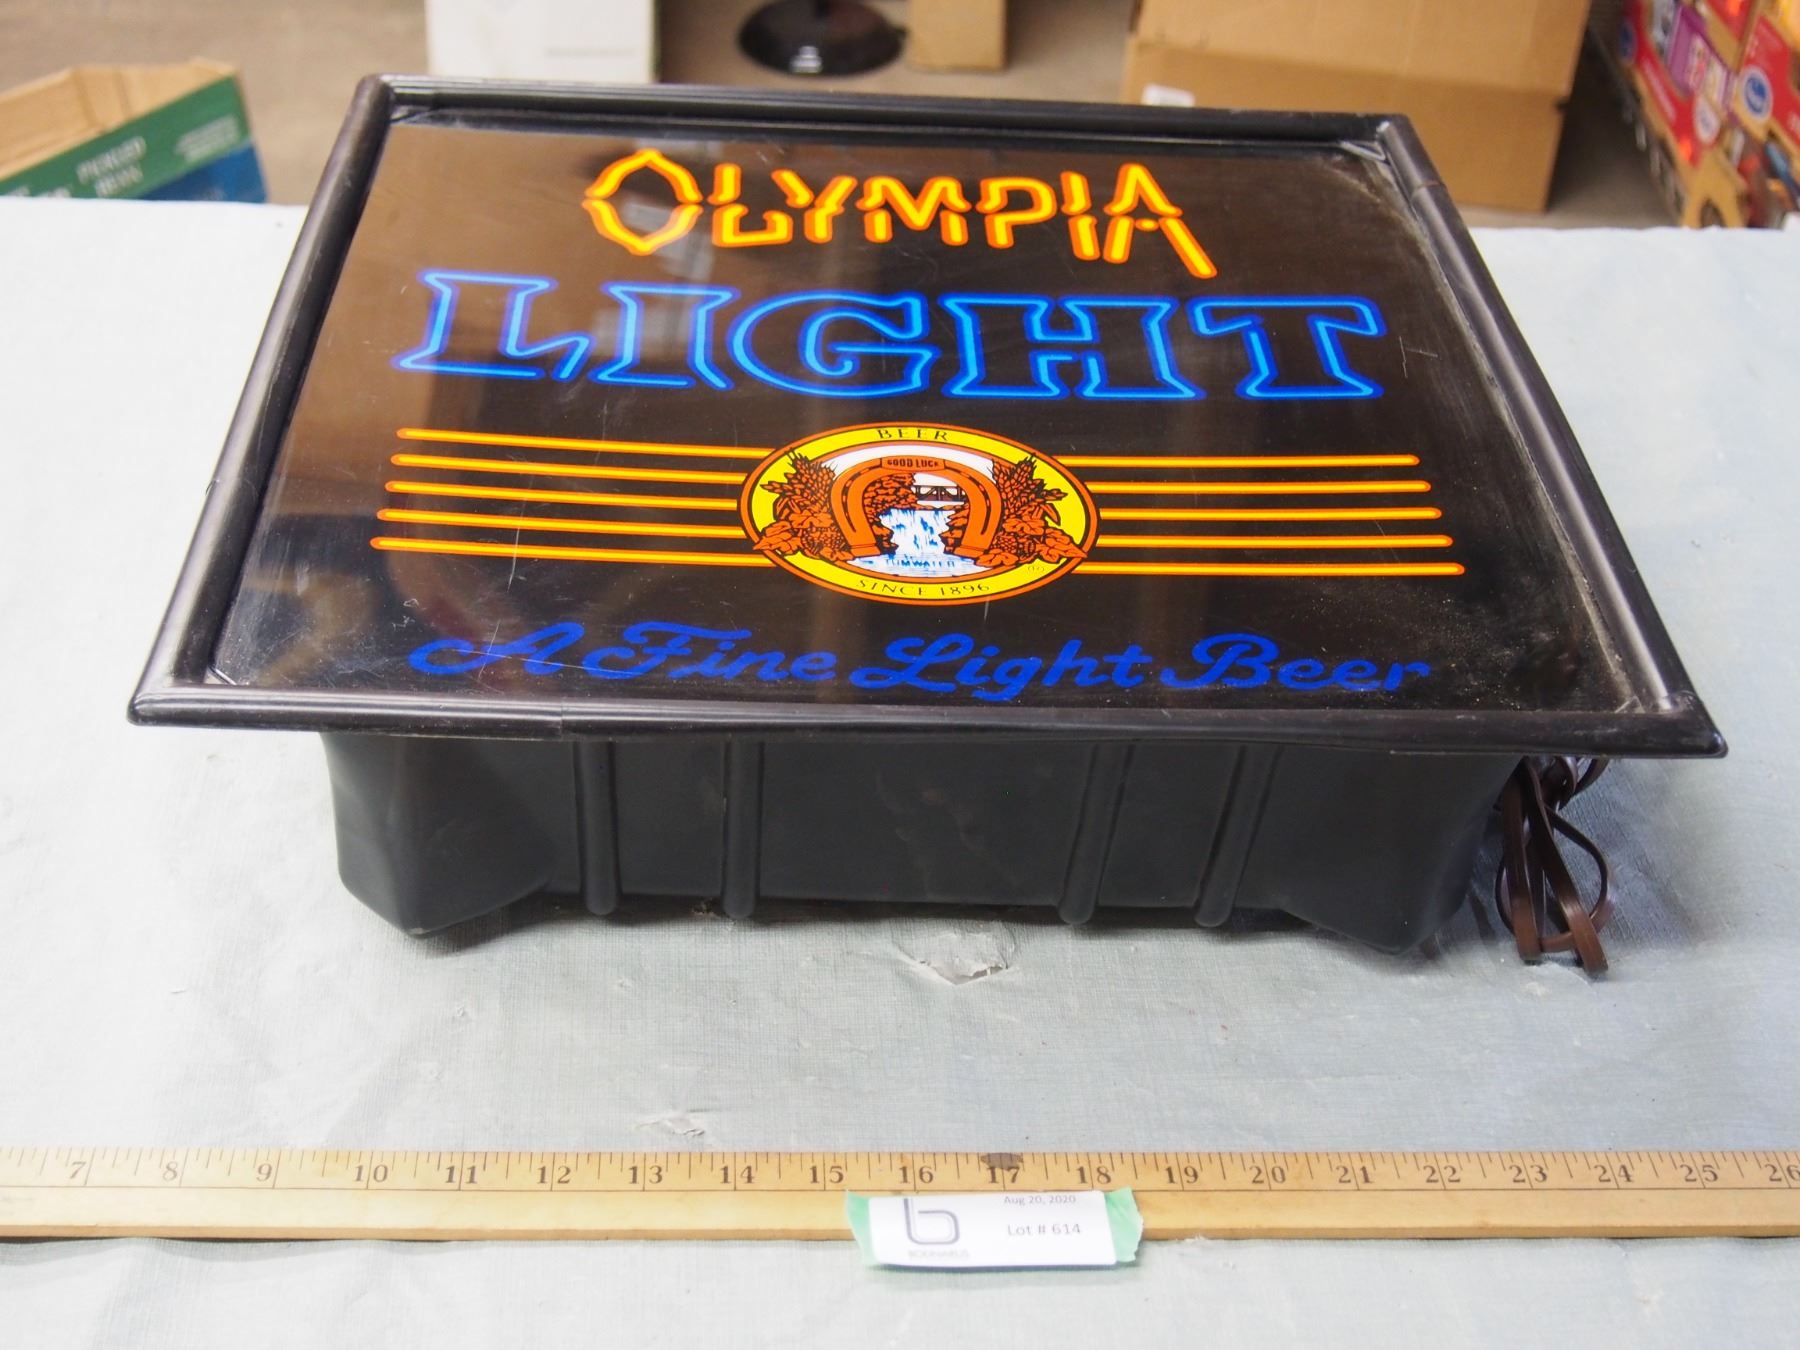 OLYMPIA
LIGHT
BEER
GOOD LUCK
TUMWATER
SINCE 1896
A Fine Light Beer
7 8 9 10 11 12 13 14 15 16 17 18 19 20 21 22 23 24 25 26
Aug 20, 2020
b Lot # 614